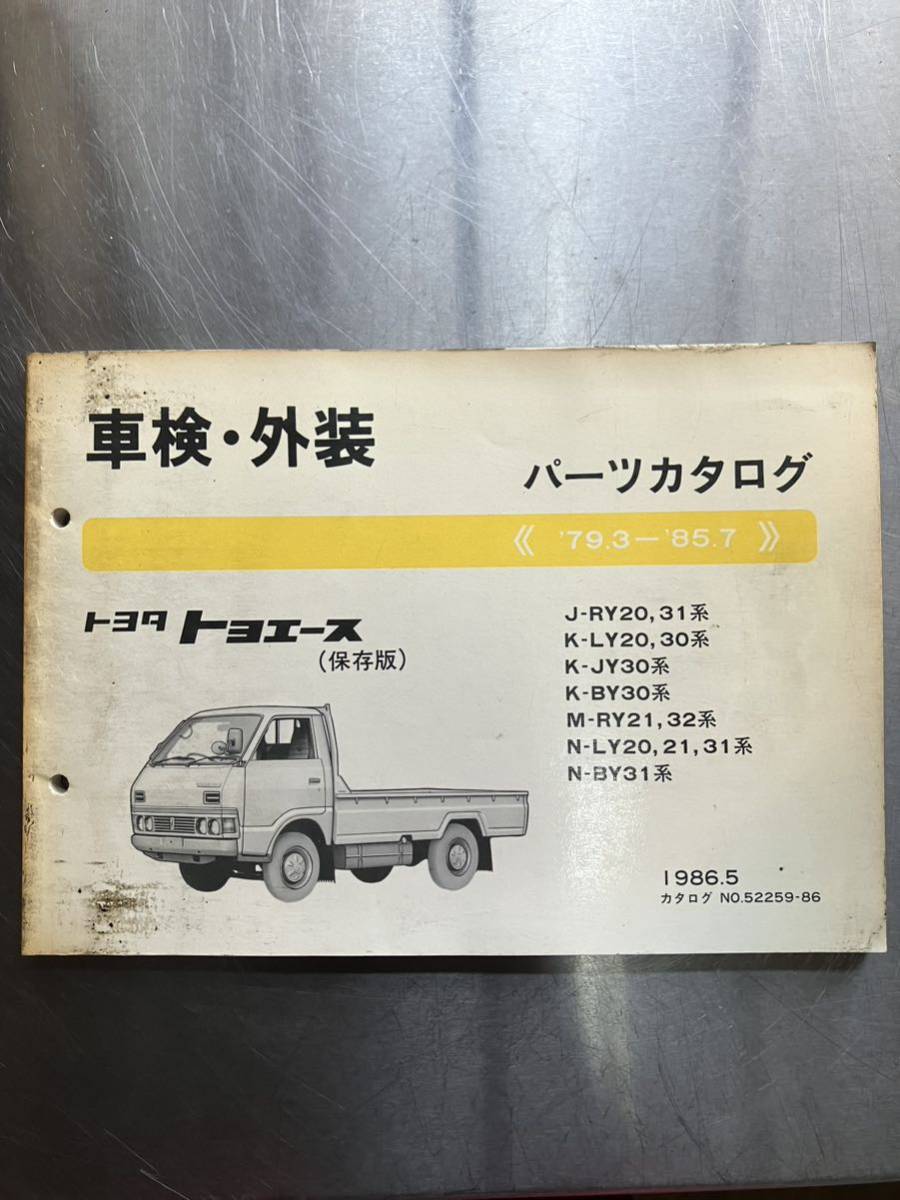 車検・外装
パーツカタログ
《 '79.3－'85.7 》
トヨタ トヨエース
(保存版)
J-RY20,31系
K-LY20,30系
K-JY30系
K-BY30系
M-RY21,32系
N-LY20,21,31系
N-BY31系
1986.5
カタログ NO.52259-86